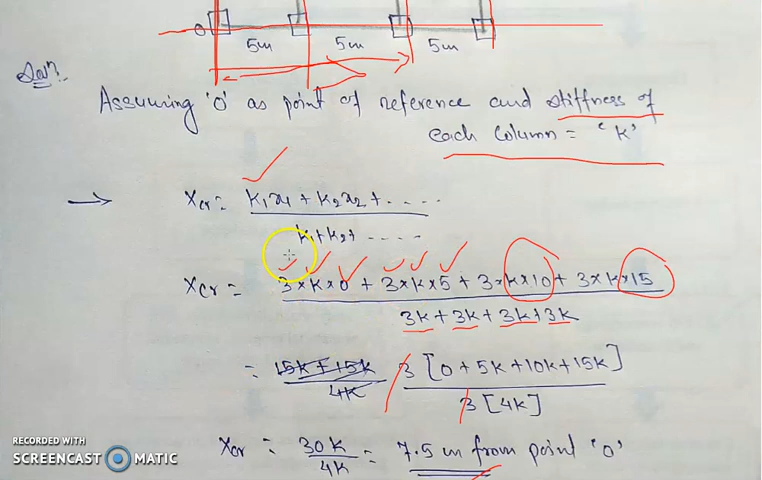 O
5m 5m 5m
Solⁿ.
Assuming 'O' as point of reference and stiffness of
each column = 'K'
→ Xcr = K₁x₁ + K₂x₂ + ....
K₁+K₂+ ....
Xcr = 3×K×0 + 3×K×5 + 3×K×10 + 3×K×15
3K + 3K + 3K + 3K
= 15K + 15K 3 [0 + 5K + 10K + 15K]
4K 3 [4K]
Xcr = 30K = 7.5 m from point 'O'
4K
RECORDED WITH
SCREENCAST MATIC